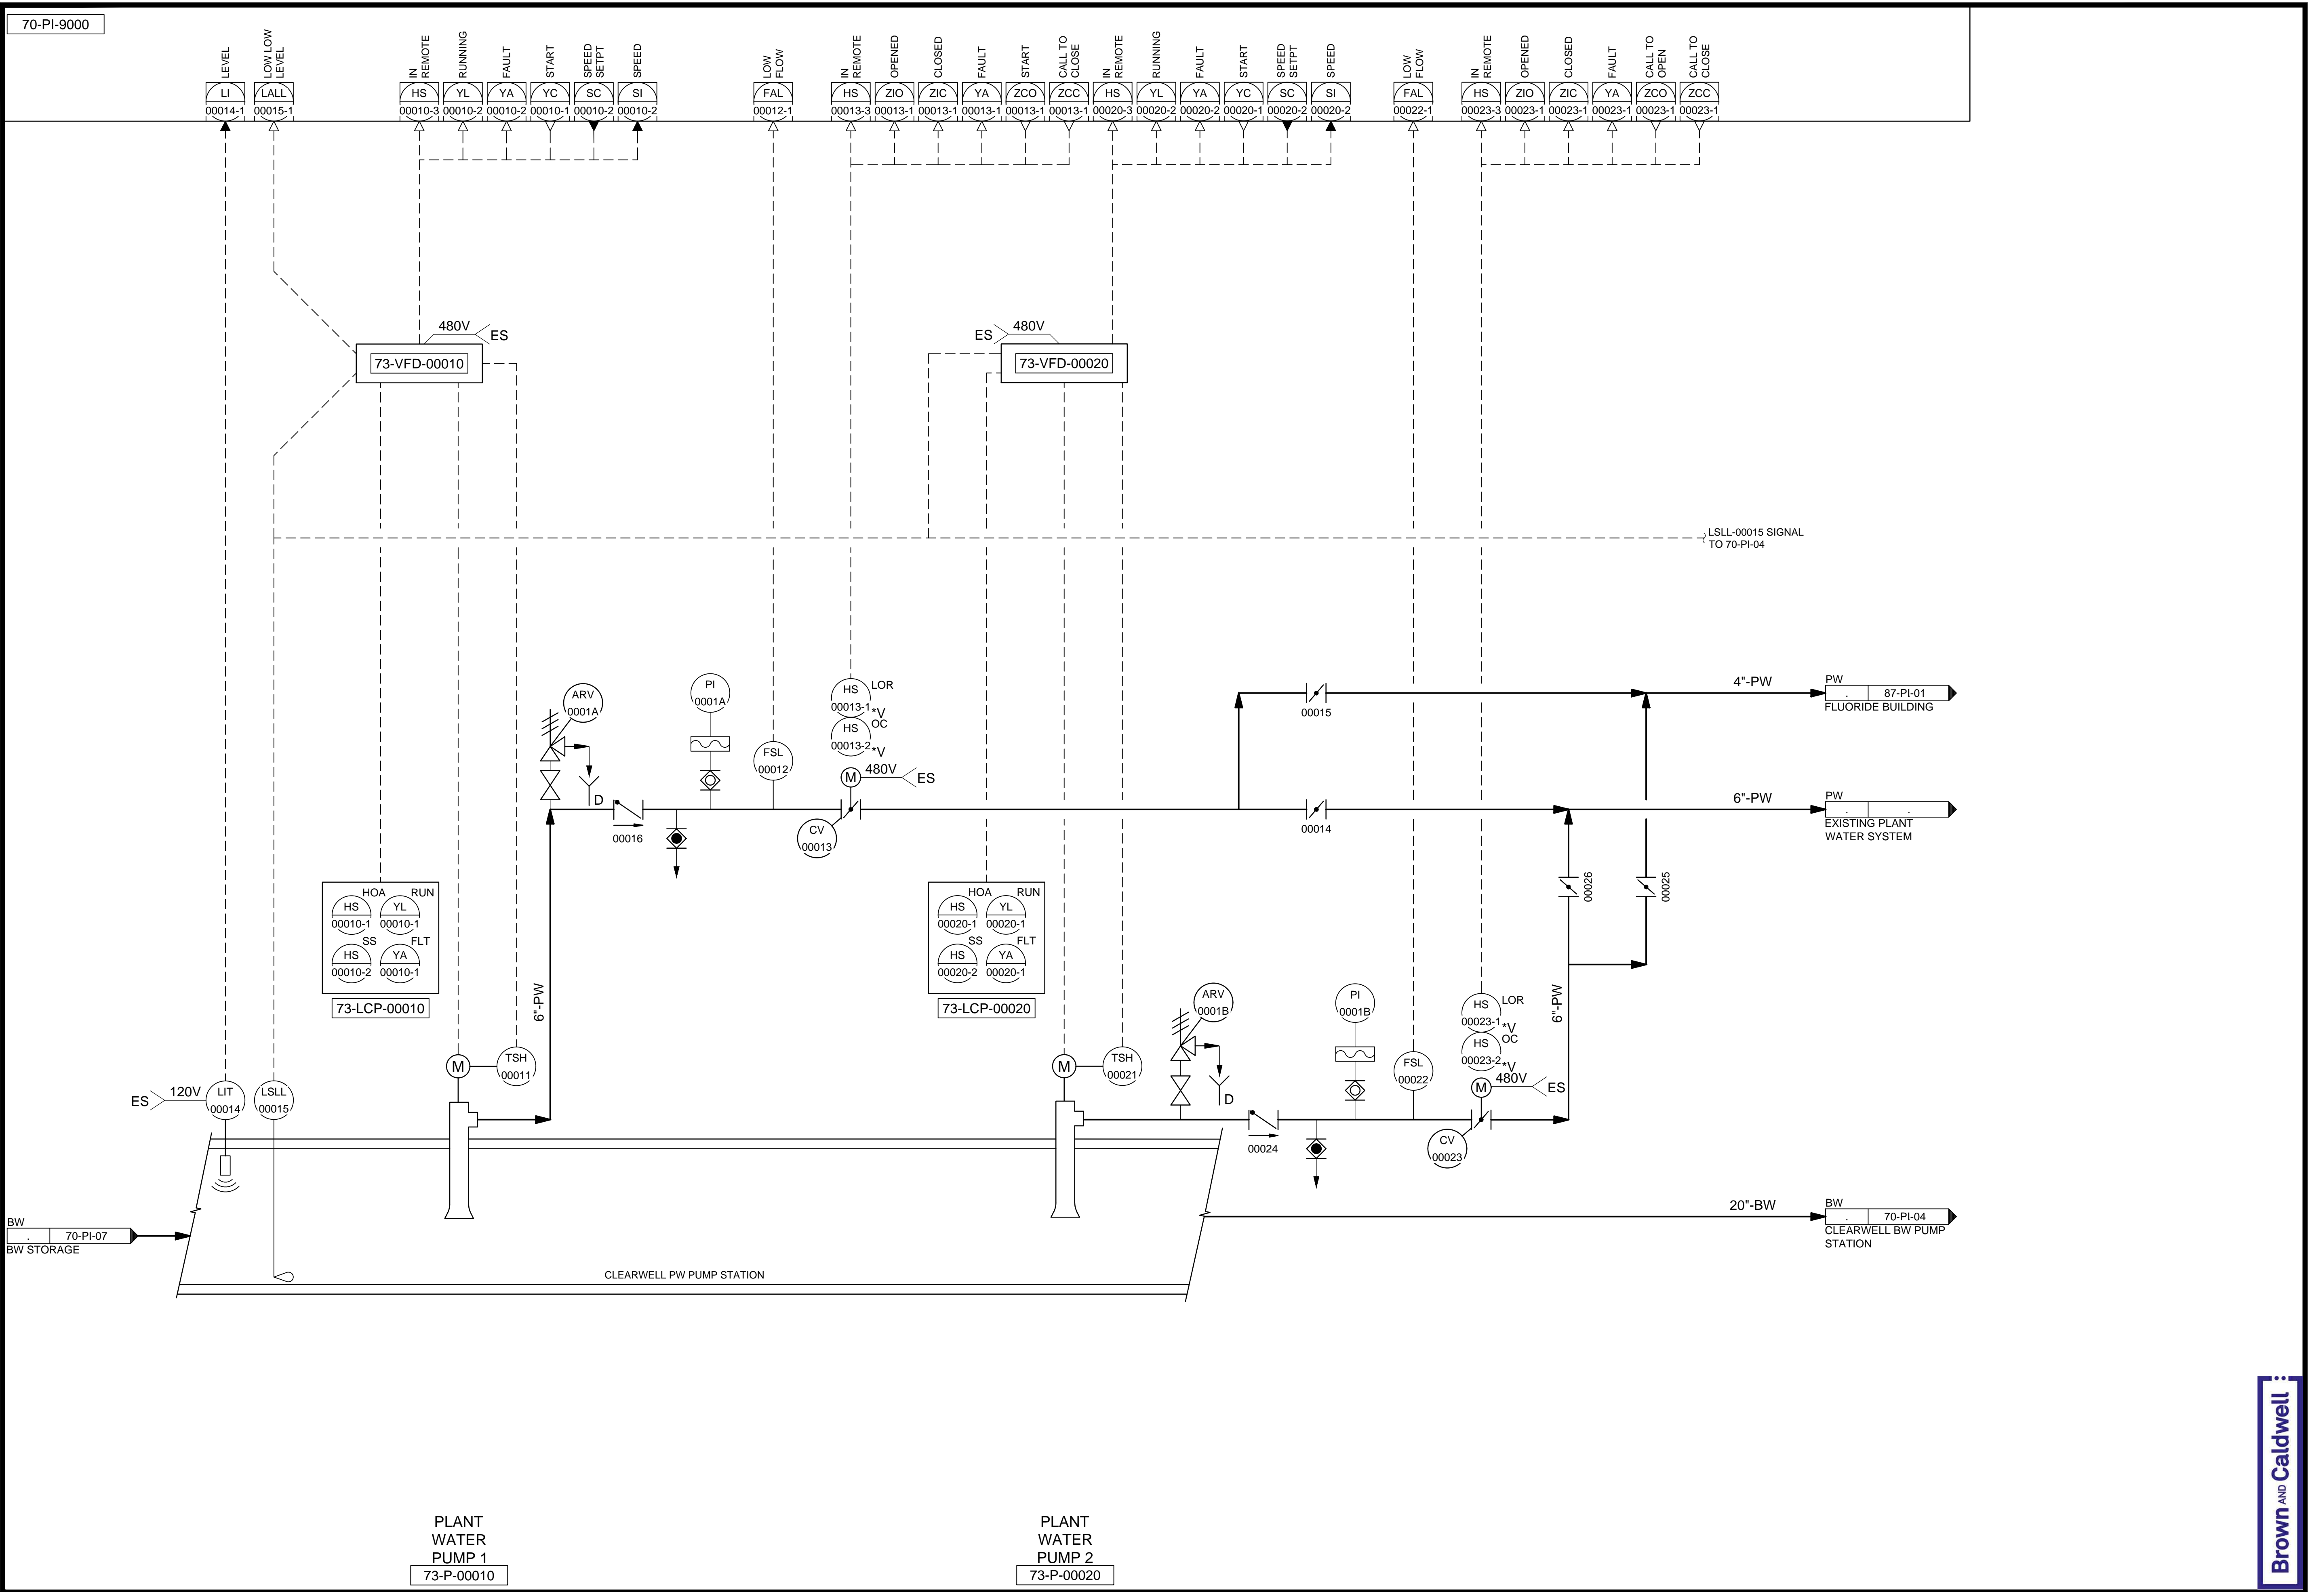 70-PI-9000
LEVEL
LOW LOW
LEVEL
IN
REMOTE
RUNNING
FAULT
START
SPEED
SETPT
SPEED
LOW
FLOW
IN
REMOTE
OPENED
CLOSED
FAULT
START
CALL TO
CLOSE
IN
REMOTE
RUNNING
FAULT
START
SPEED
SETPT
SPEED
LOW
FLOW
IN
REMOTE
OPENED
CLOSED
FAULT
CALL TO
OPEN
CALL TO
CLOSE
LI LALL HS YL YA YC SC SI FAL HS ZIO ZIC YA ZCO ZCC HS YL YA YC SC SI FAL HS ZIO ZIC YA ZCO ZCC
00014-1 00015-1 00010-3 00010-2 00010-2 00010-1 00010-2 00010-2 00012-1 00013-3 00013-1 00013-1 00013-1 00013-1 00013-1 00020-3 00020-2 00020-2 00020-1 00020-2 00020-2 00022-1 00023-3 00023-1 00023-1 00023-1 00023-1 00023-1
480V
ES
73-VFD-00010
ES
480V
73-VFD-00020
LSLL-00015 SIGNAL
TO 70-PI-04
ARV
0001A
D
00016
PI
0001A
FSL
00012
HS
00013-1
LOR
*V
HS
00013-2
OC
*V
M
480V
ES
CV
00013
00015
00014
4"-PW
PW
. 87-PI-01
FLUORIDE BUILDING
6"-PW
PW
. .
EXISTING PLANT
WATER SYSTEM
00026
00025
HOA RUN
HS YL
00010-1 00010-1
SS FLT
HS YA
00010-2 00010-1
73-LCP-00010
HOA RUN
HS YL
00020-1 00020-1
SS FLT
HS YA
00020-2 00020-1
73-LCP-00020
6"-PW
M
TSH
00011
M
TSH
00021
ARV
0001B
D
00024
PI
0001B
FSL
00022
HS
00023-1
LOR
*V
HS
00023-2
OC
*V
M
480V
ES
CV
00023
6"-PW
ES
120V
LIT
00014
LSLL
00015
20"-BW
BW
. 70-PI-04
CLEARWELL BW PUMP
STATION
BW
. 70-PI-07
BW STORAGE
CLEARWELL PW PUMP STATION
PLANT
WATER
PUMP 1
73-P-00010
PLANT
WATER
PUMP 2
73-P-00020
Brown AND Caldwell